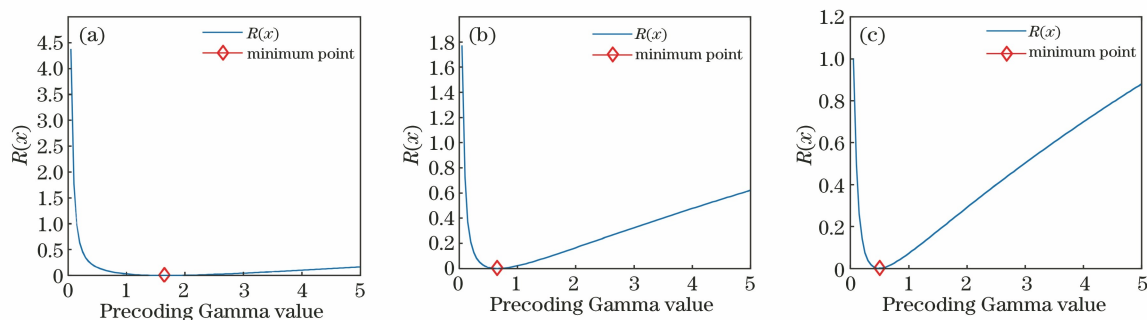 (a)
R(x)
minimum point
4.5
4.0
3.5
3.0
2.5
2.0
1.5
1.0
0.5
0
R(x)
0 1 2 3 4 5
Precoding Gamma value
(b)
R(x)
minimum point
1.8
1.6
1.4
1.2
1.0
0.8
0.6
0.4
0.2
0
R(x)
0 1 2 3 4 5
Precoding Gamma value
(c)
R(x)
minimum point
1.2
1.0
0.8
0.6
0.4
0.2
0
R(x)
0 1 2 3 4 5
Precoding Gamma value